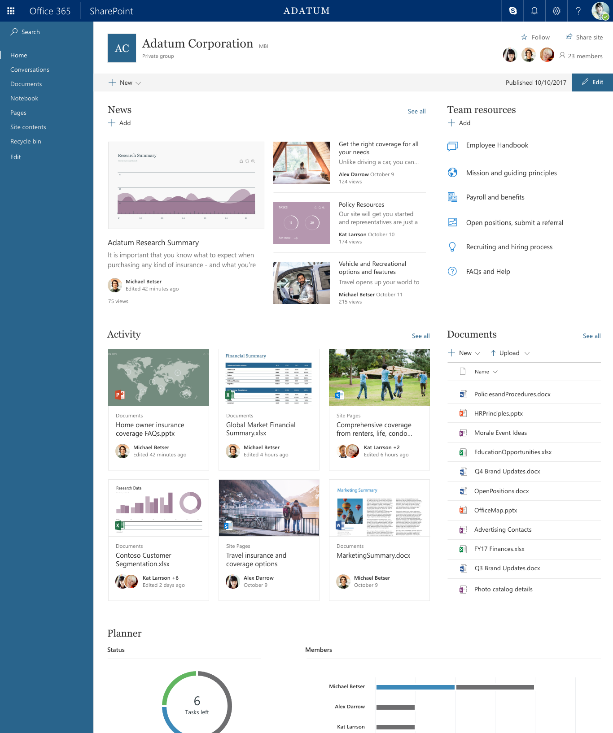 Office 365
SharePoint
ADATUM
?
Search
Home
Conversations
Documents
Notebook
Pages
Site contents
Recycle bin
Edit
AC
Adatum Corporation
MBI
Private group
Follow
Share site
23 members
New
Published 10/10/2017
Edit
News
See all
Add
Research Summary
Adatum Research Summary
It is important that you know what to expect when
purchasing any kind of insurance - and what you're
Michael Betser
Edited 42 minutes ago
75 views
Get the right coverage for all
your needs
Unlike driving a car, you can...
Alex Darrow October 9
124 views
Policy Resources
Our site will get you started
and representatives are just a
Kat Larsson October 10
174 views
Vehicle and Recreational
options and features
Travel opens up your world to
Michael Betser October 11
215 views
Team resources
Add
Employee Handbook
Mission and guiding principles
Payroll and benefits
Open positions, submit a referral
Recruiting and hiring process
FAQs and Help
Activity
See all
Documents
Home owner insurance
coverage FAQs.pptx
Michael Betser
Edited 42 minutes ago
Financial Summary
Documents
Global Market Financial
Summary.xlsx
Michael Betser
Edited 4 hours ago
Site Pages
Comprehensive coverage
from renters, life, condo...
Kat Larsson +2
Edited 6 hours ago
Research Data
Documents
Contoso Customer
Segmentation.xlsx
Kat Larsson + 6
Edited 2 days ago
Site Pages
Travel insurance and
coverage options
Alex Darrow
October 9
Marketing Summary
Documents
MarketingSummary.docx
Michael Betser
October 9
Documents
See all
New
Upload
Name
PoliciesandProcedures.docx
HRPrinciples.pptx
Morale Event Ideas
EducationOpportunities.xlsx
Q4 Brand Updates.docx
OpenPositions.docx
OfficeMap.pptx
Advertising Contacts
FY17 Finances.xlsx
Q3 Brand Updates.docx
Photo catalog details
Planner
Status
6
Tasks left
Members
Michael Betser
Alex Darrow
Kat Larsson